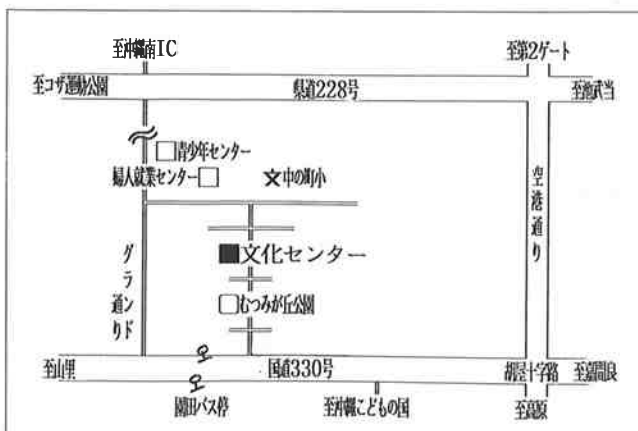 至沖縄南IC
至第2ゲート
至コザ運動公園
県道228号
至池武当
青少年センター
婦人就業センター
中の町小
空港通り
文化センター
グランド通り
むつみが丘公園
至山里
国道330号
胡屋十字路
至嘉間良
園田バス停
至沖縄こどもの国
至高原